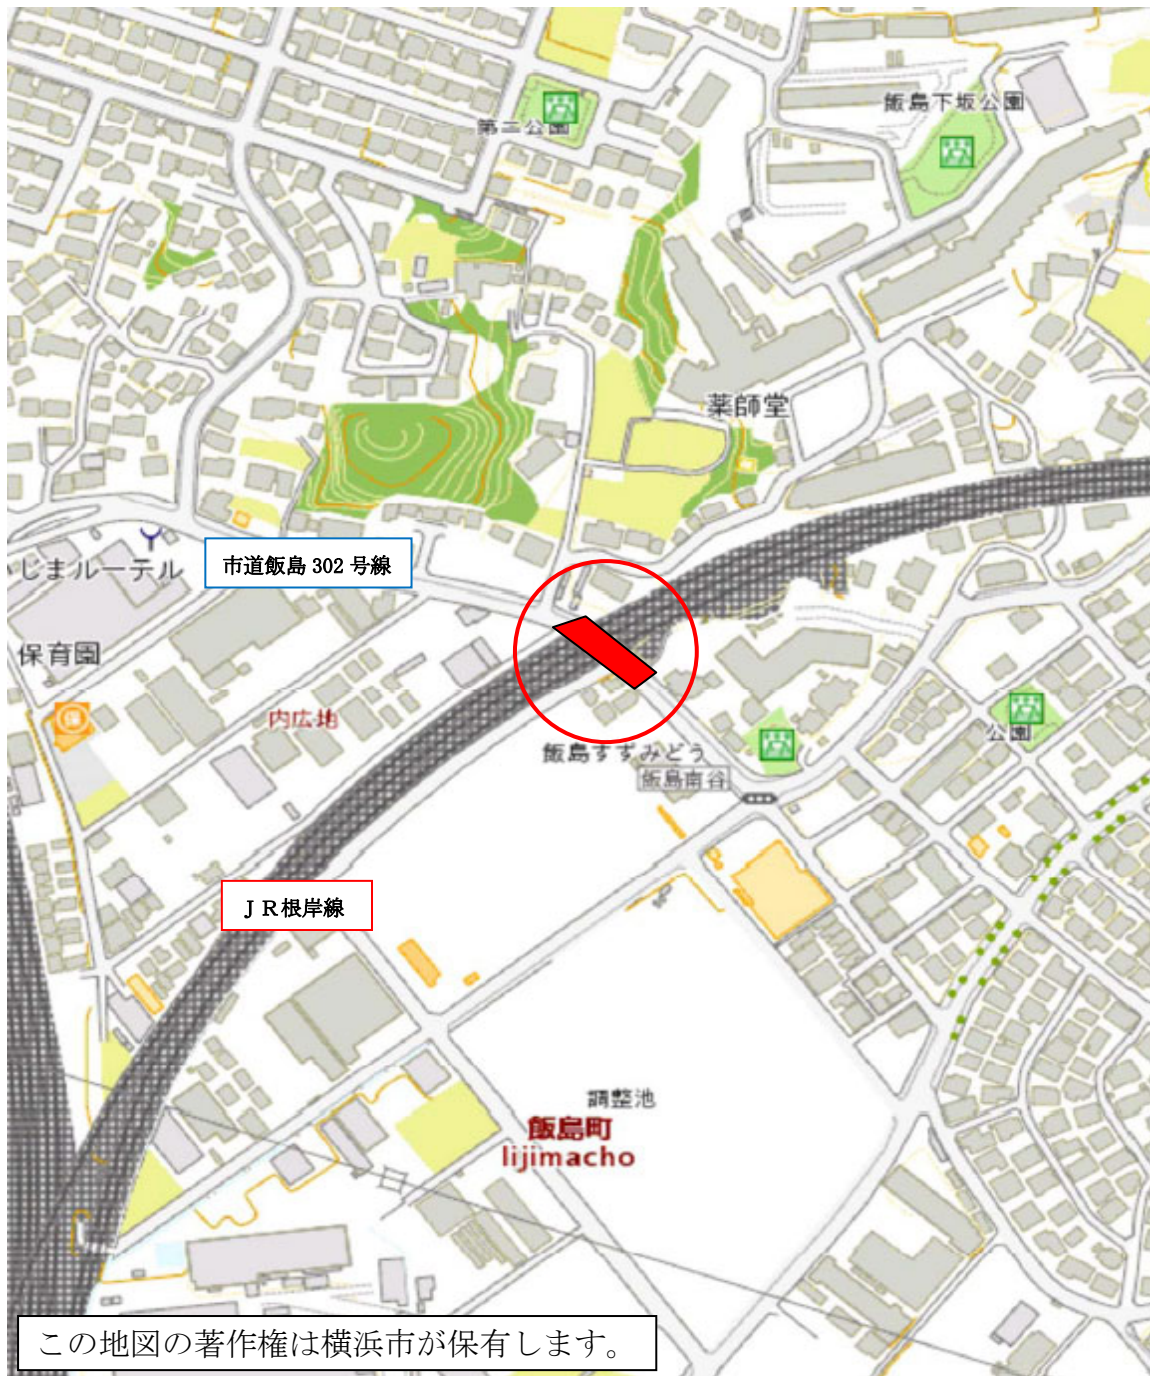 飯島下坂公園
第二公園
薬師堂
市道飯島 302 号線
じまルーテル
保育園
保
内広地
公園
飯島すずみどう
飯島南谷
ＪＲ根岸線
調整池
飯島町
Iijimacho
この地図の著作権は横浜市が保有します。